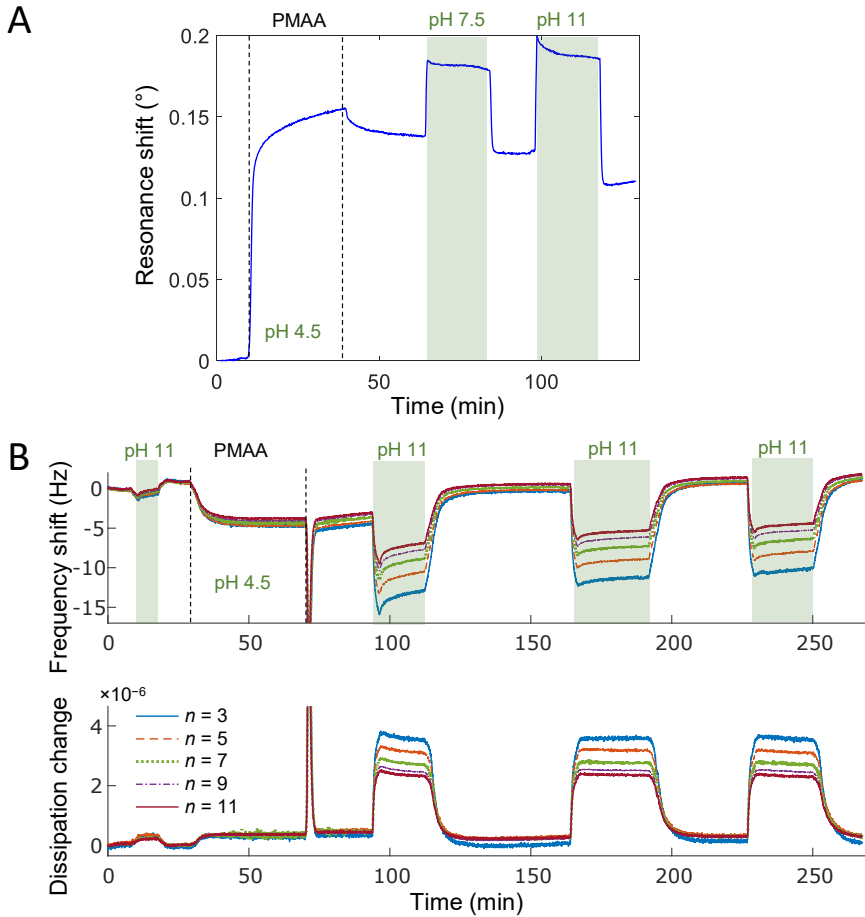 A
PMAA
pH 7.5
pH 11
0.2
0.15
0.1
0.05
0
Resonance shift (°)
pH 4.5
0
50
100
Time (min)
B
pH 11
PMAA
pH 11
pH 11
pH 11
0
-5
-10
-15
Frequency shift (Hz)
pH 4.5
0
50
100
150
200
250
×10⁻⁶
4
2
0
Dissipation change
n = 3
n = 5
n = 7
n = 9
n = 11
0
50
100
150
200
250
Time (min)